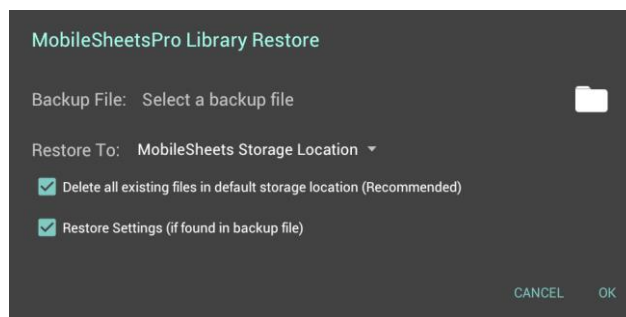 MobileSheetsPro Library Restore
Backup File: Select a backup file
Restore To: MobileSheets Storage Location
Delete all existing files in default storage location (Recommended)
Restore Settings (if found in backup file)
CANCEL OK